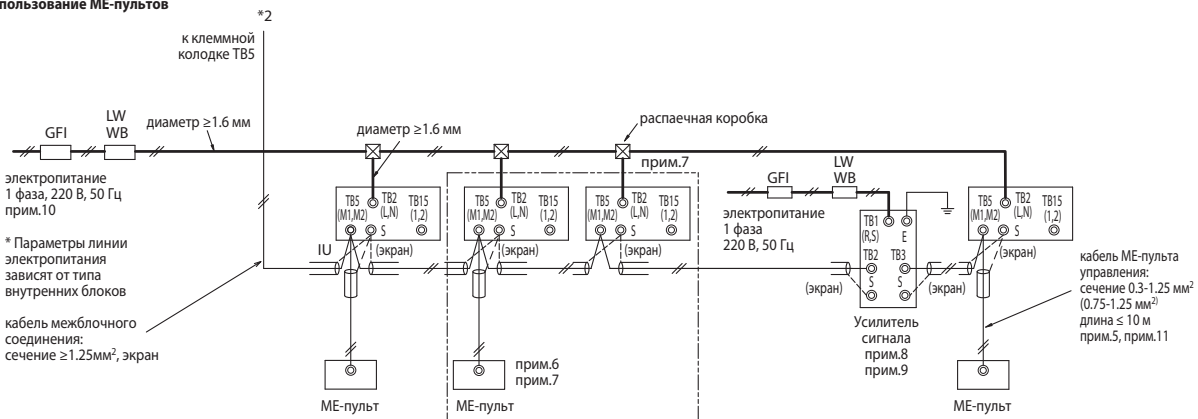 пользование МЕ-пультов
*2
к клеммной
колодке ТВ5
GFI
LW
WB
диаметр ≥1.6 мм
диаметр ≥1.6 мм
распаечная коробка
прим.7
электропитание
1 фаза, 220 В, 50 Гц
прим.10
* Параметры линии
электропитания
зависят от типа
внутренних блоков
кабель межблочного
соединения:
сечение ≥1.25мм², экран
TB5
(M1,M2)
TB2
(L,N)
TB15
(1,2)
S
IU
(экран)
TB5
(M1,M2)
TB2
(L,N)
TB15
(1,2)
S
(экран)
TB5
(M1,M2)
TB2
(L,N)
TB15
(1,2)
S
(экран)
GFI
LW
WB
электропитание
1 фаза
220 В, 50 Гц
TB1
(R,S)
E
TB2
TB3
S
S
(экран)
(экран)
Усилитель
сигнала
прим.8
прим.9
TB5
(M1,M2)
TB2
(L,N)
TB15
(1,2)
S
(экран)
кабель МЕ-пульта
управления:
сечение 0.3-1.25 мм²
(0.75-1.25 мм²⁾
длина ≤ 10 м
прим.5, прим.11
прим.6
прим.7
МЕ-пульт
МЕ-пульт
МЕ-пульт